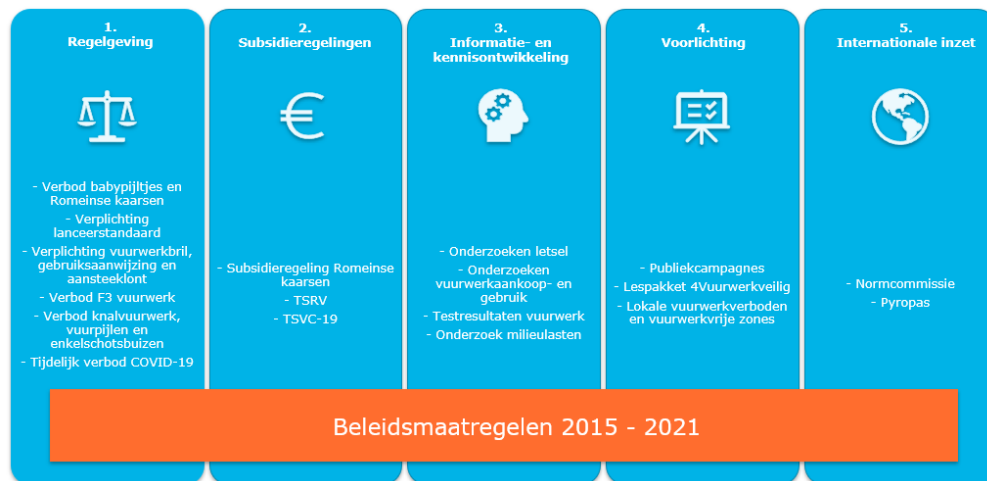 1.
Regelgeving
- Verbod babypijltjes en
Romeinse kaarsen
- Verplichting
lanceerstandaard
- Verplichting vuurwerkbril,
gebruiksaanwijzing en
aansteeklont
- Verbod F3 vuurwerk
- Verbod knalvuurwerk,
vuurpijlen en
enkelschotsbuizen
- Tijdelijk verbod COVID-19
2.
Subsidieregelingen
- Subsidieregeling Romeinse
kaarsen
- TSRV
- TSVC-19
3.
Informatie- en
kennisontwikkeling
- Onderzoeken letsel
- Onderzoeken
vuurwerkaankoop- en
gebruik
- Testresultaten vuurwerk
- Onderzoek milieulasten
4.
Voorlichting
- Publiekcampagnes
- Lespakket 4Vuurwerkveilig
- Lokale vuurwerkverboden
en vuurwerkvrije zones
5.
Internationale inzet
- Normcommissie
- Pyropas
Beleidsmaatregelen 2015 - 2021